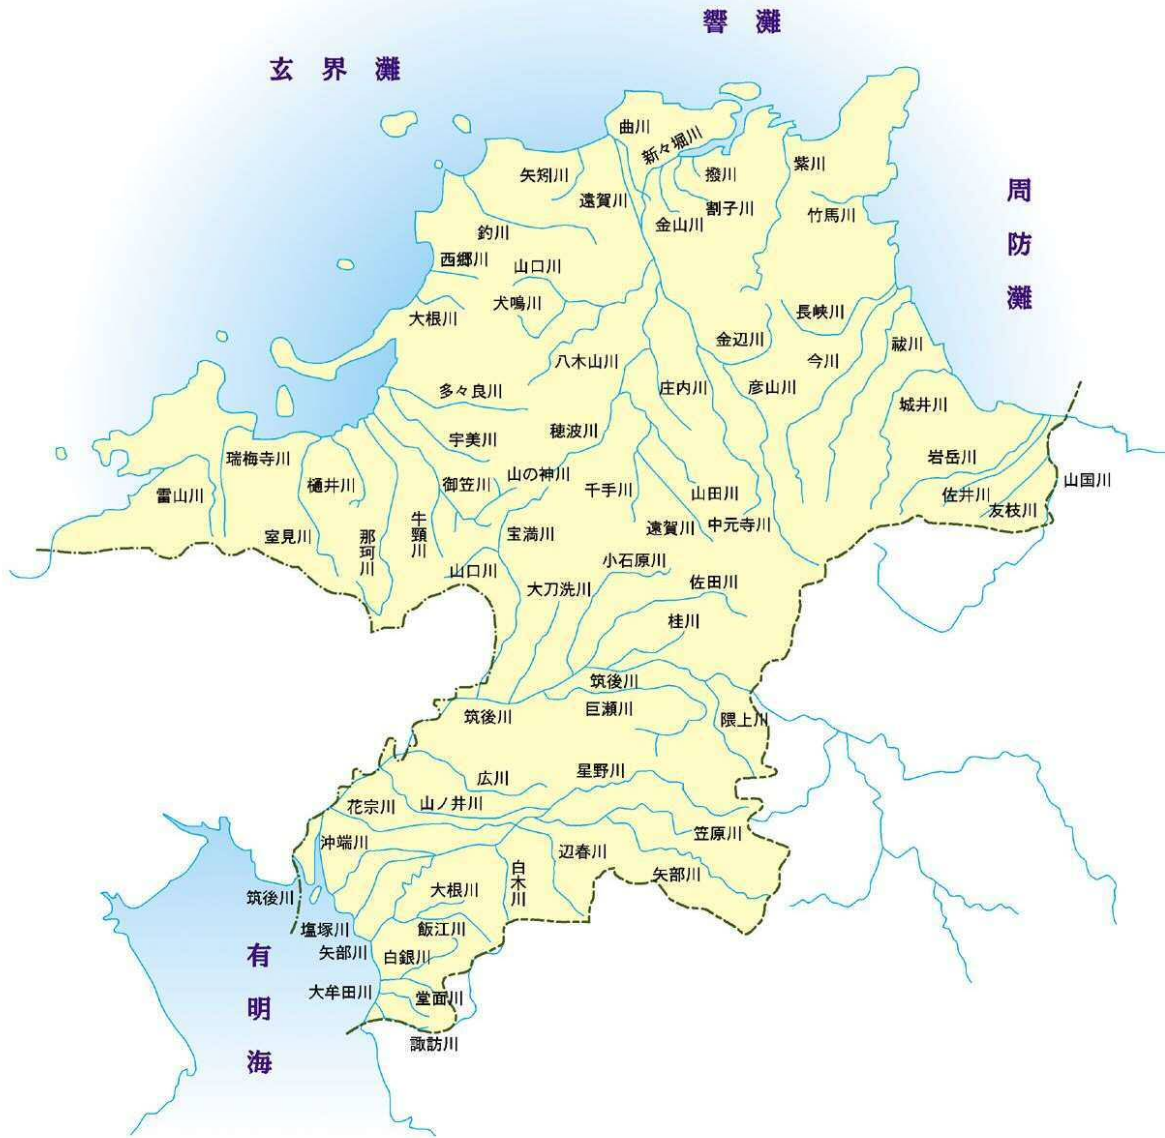 響灘
玄界灘
曲川
新々堀川
紫川
矢矧川
撥川
遠賀川
割子川
竹馬川
金山川
釣川
西郷川
山口川
犬鳴川
大根川
長峡川
金辺川
祓川
八木山川
今川
多々良川
庄内川
彦山川
城井川
宇美川
穂波川
瑞梅寺川
岩岳川
山の神川
樋井川
御笠川
千手川
山田川
佐井川
山国川
雷山川
友枝川
遠賀川
中元寺川
室見川
那珂川
牛頸川
宝満川
小石原川
山口川
大刀洗川
佐田川
桂川
筑後川
筑後川
巨瀬川
隈上川
広川
星野川
花宗川
山ノ井川
笠原川
沖端川
辺春川
矢部川
白木川
大根川
筑後川
塩塚川
飯江川
矢部川
白銀川
大牟田川
堂面川
諏訪川
周防灘
有明海